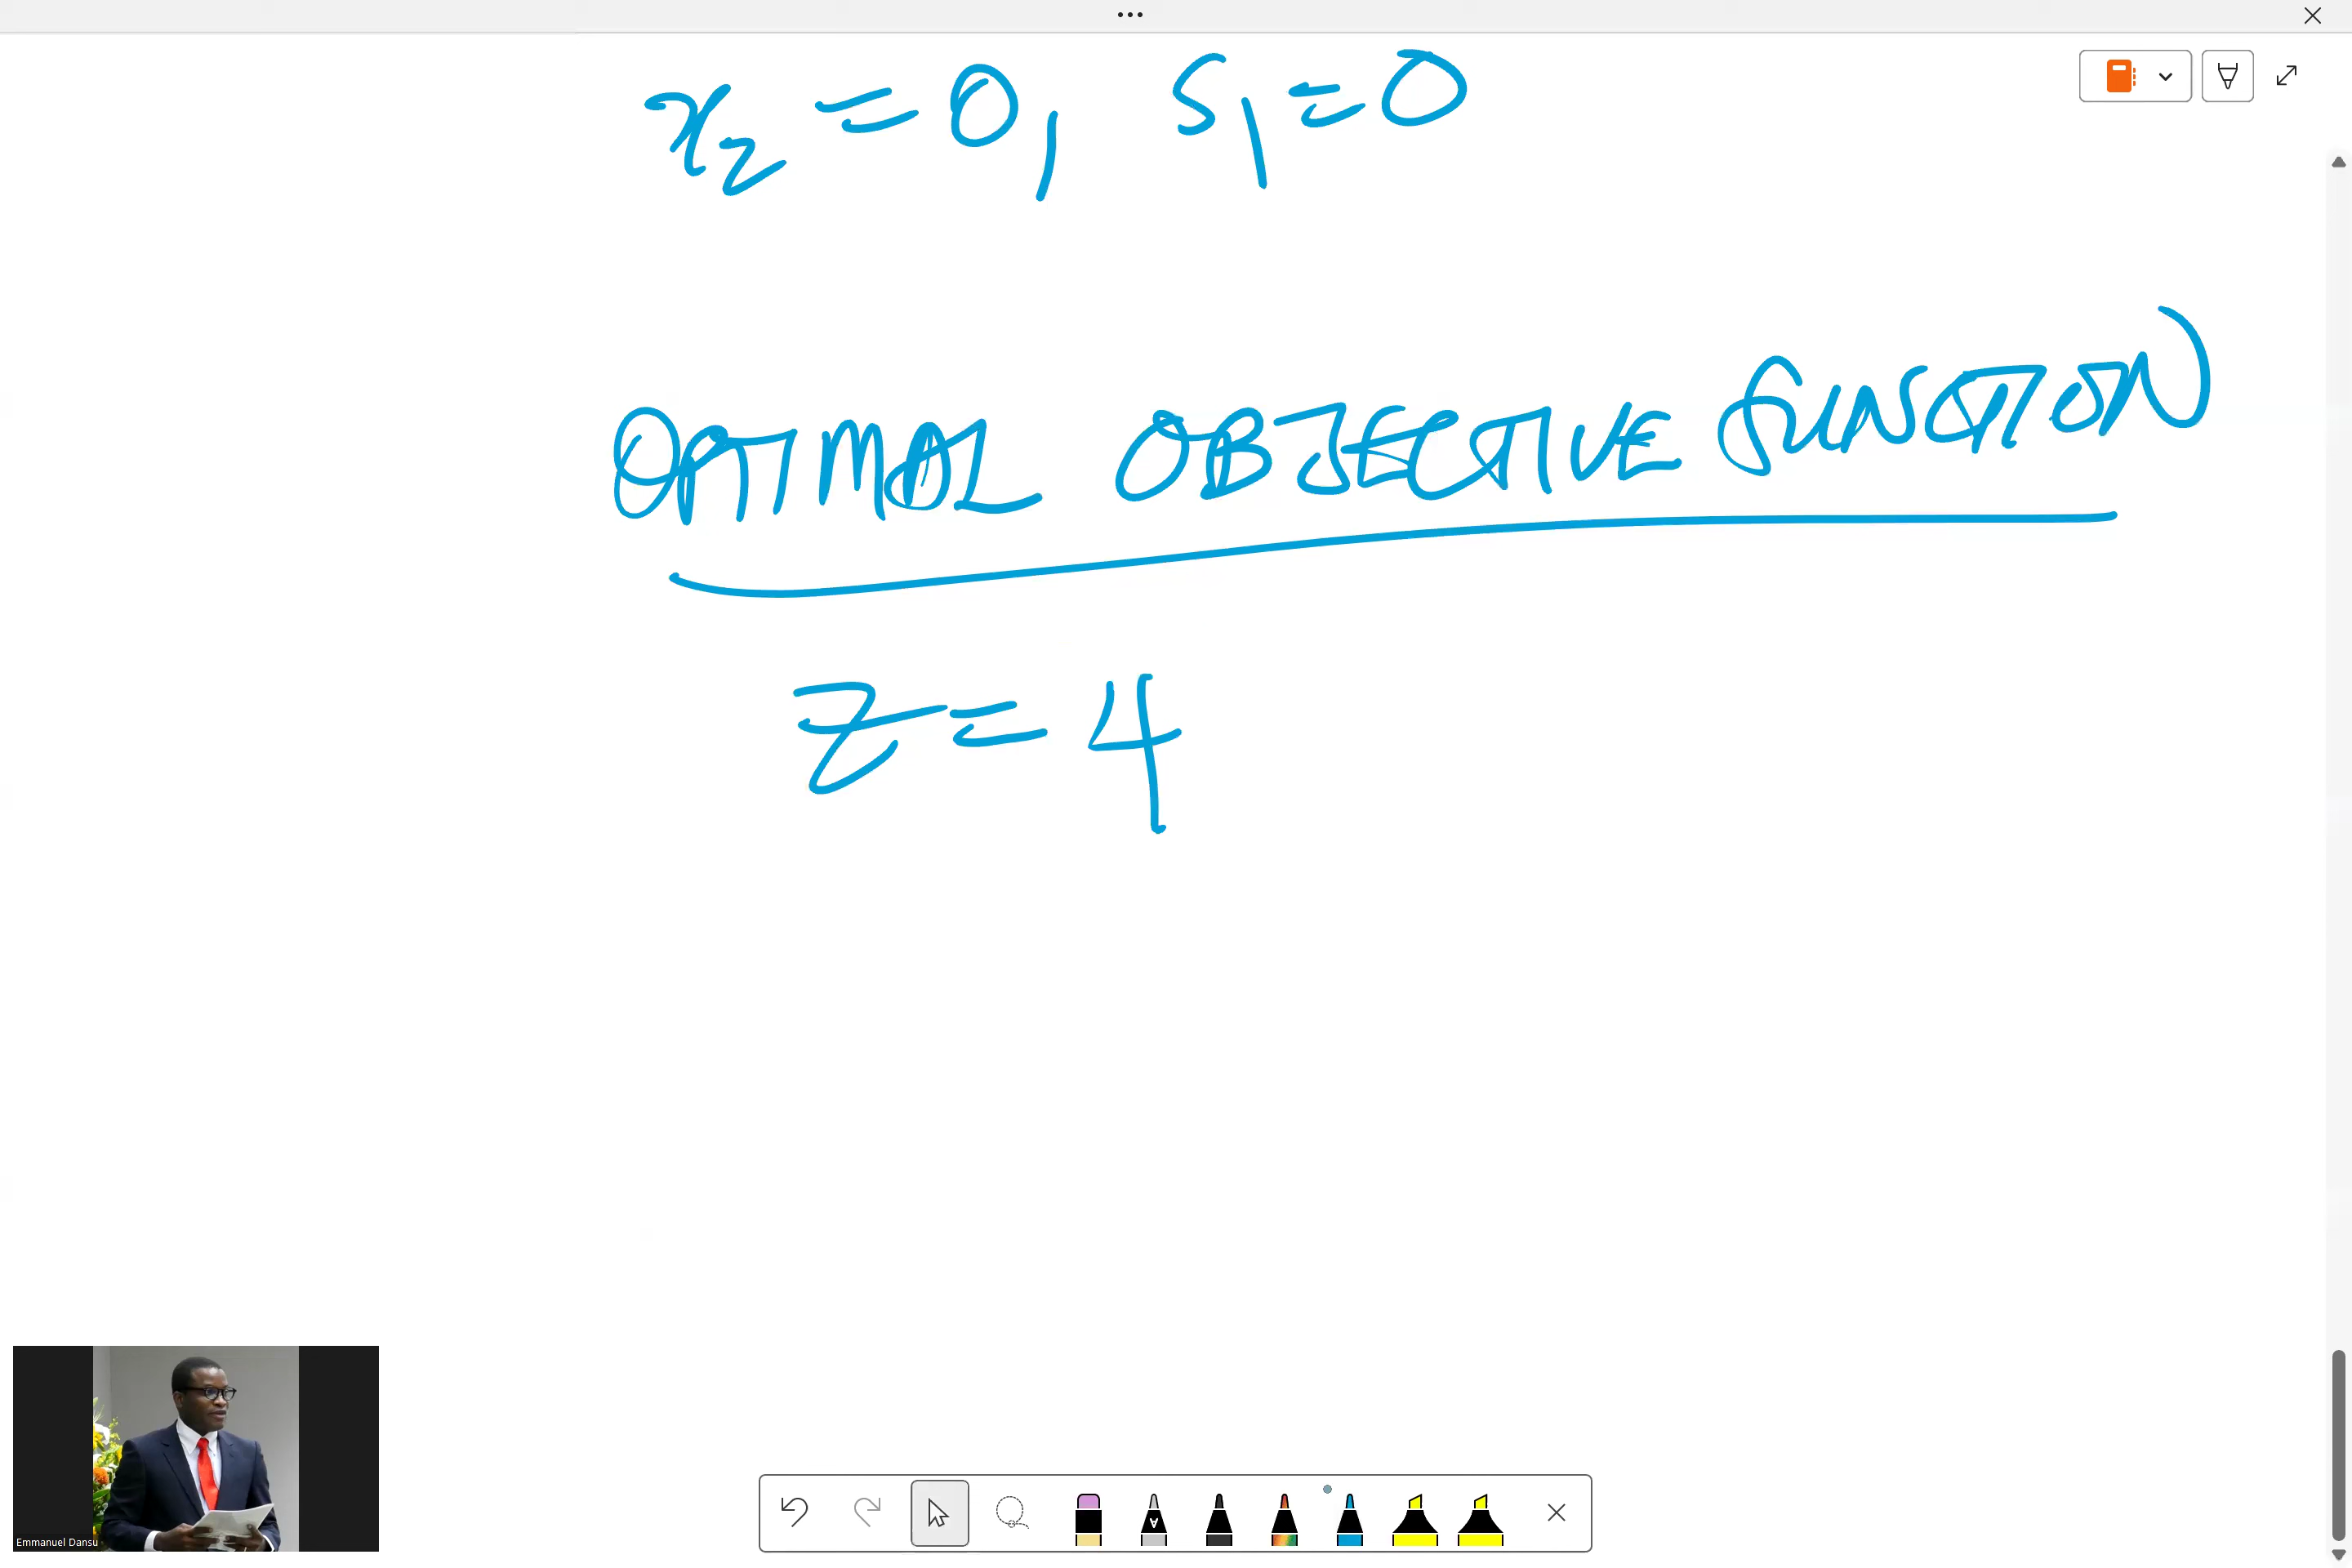 x₂ = 0, S₁ = 0
OPTIMAL OBJECTIVE FUNCTION
Z = 4
Emmanuel Dansu